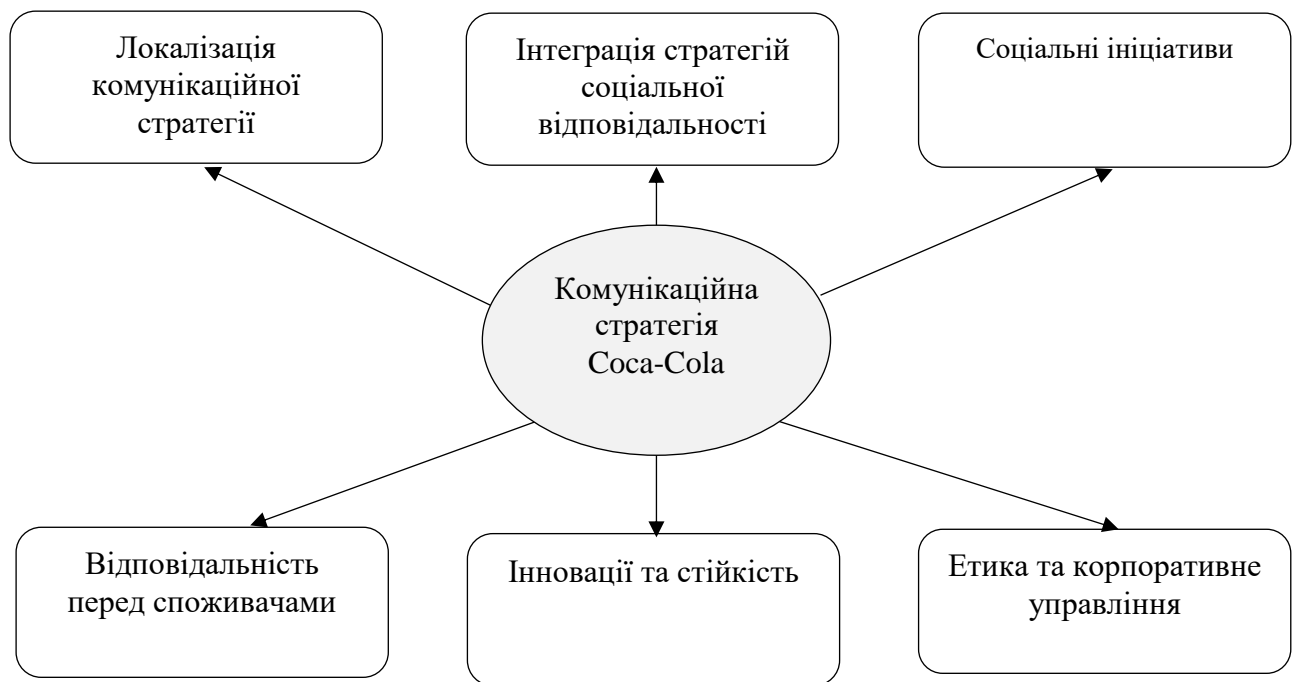 Локалізація
комунікаційної
стратегії
Інтеграція стратегій
соціальної
відповідальності
Соціальні ініціативи
Комунікаційна
стратегія
Coca-Cola
Відповідальність
перед споживачами
Інновації та стійкість
Етика та корпоративне
управління